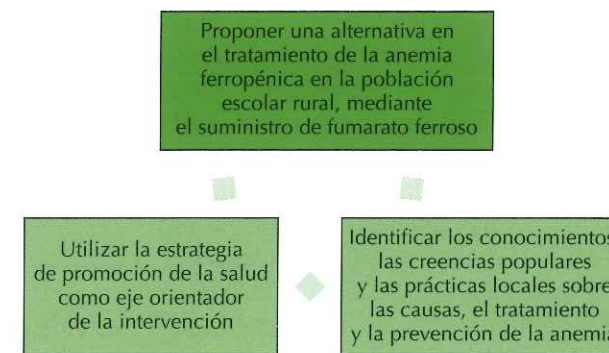 Proponer una alternativa en
el tratamiento de la anemia
ferropénica en la población
escolar rural, mediante
el suministro de fumarato ferroso
Utilizar la estrategia
de promoción de la salud
como eje orientador
de la intervención
Identificar los conocimientos
las creencias populares
y las prácticas locales sobre
las causas, el tratamiento
y la prevención de la anemia